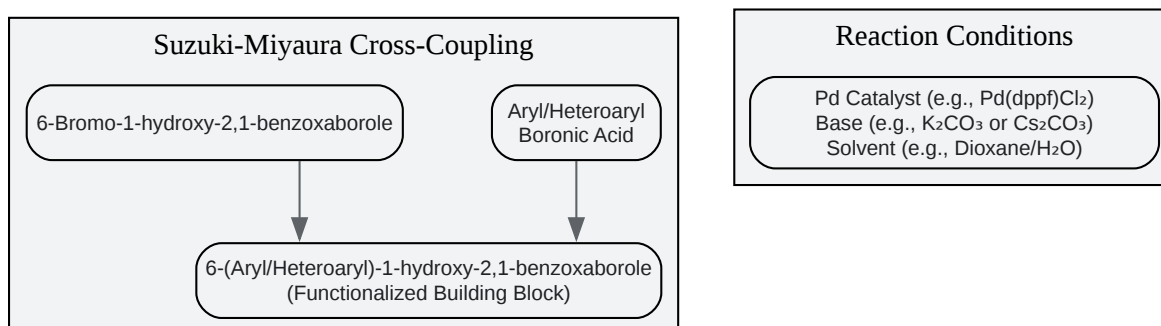 Suzuki-Miyaura Cross-Coupling
6-Bromo-1-hydroxy-2,1-benzoxaborole
Aryl/Heteroaryl
Boronic Acid
6-(Aryl/Heteroaryl)-1-hydroxy-2,1-benzoxaborole
(Functionalized Building Block)
Reaction Conditions
Pd Catalyst (e.g., Pd(dppf)Cl₂)
Base (e.g., K₂CO₃ or Cs₂CO₃)
Solvent (e.g., Dioxane/H₂O)